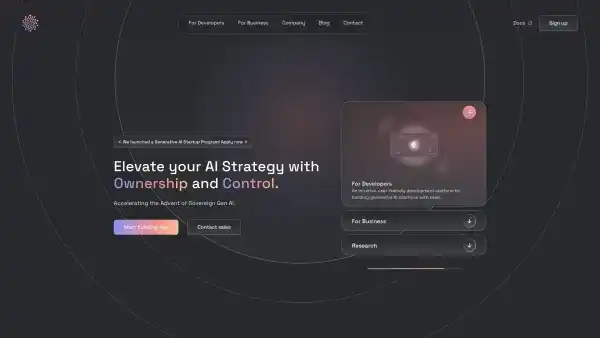 For Developers
For Business
Company
Blog
Contact
Docs
Sign up
We launched a Generative AI Startup Program! Apply now
Elevate your AI Strategy with
Ownership and Control.
Accelerating the Advent of Sovereign Gen AI.
Start building now
Contact sales
For Developers
An intuitive user-friendly development platform for
building generative AI solutions with ease.
For Business
Research